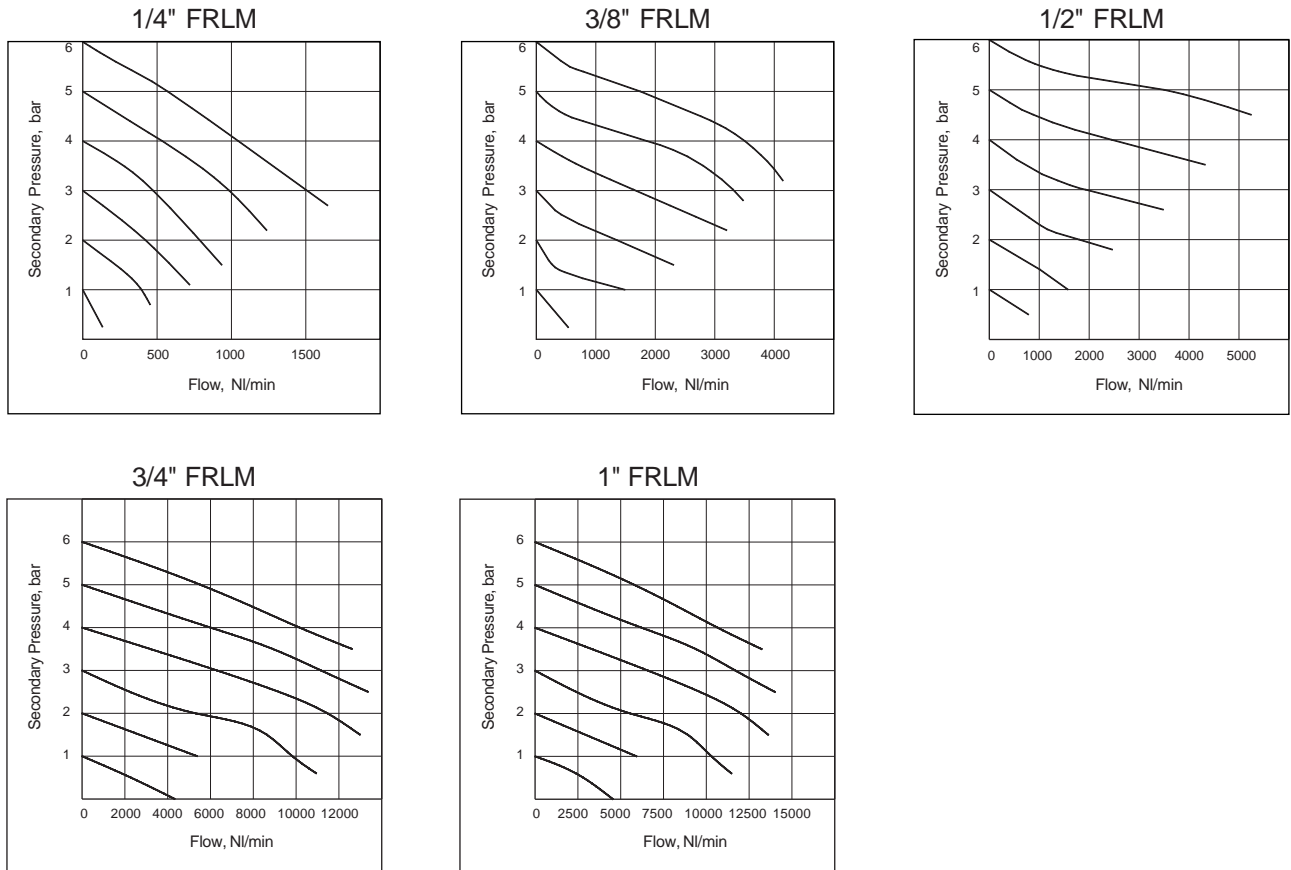 1/4" FRLM
Secondary Pressure, bar
6
5
4
3
2
1
0 500 1000 1500
Flow, Nl/min
3/8" FRLM
Secondary Pressure, bar
6
5
4
3
2
1
0 1000 2000 3000 4000
Flow, Nl/min
1/2" FRLM
Secondary Pressure, bar
6
5
4
3
2
1
0 1000 2000 3000 4000 5000
Flow, Nl/min
3/4" FRLM
Secondary Pressure, bar
6
5
4
3
2
1
0 2000 4000 6000 8000 10000 12000
Flow, Nl/min
1" FRLM
Secondary Pressure, bar
6
5
4
3
2
1
0 2500 5000 7500 10000 12500 15000
Flow, Nl/min